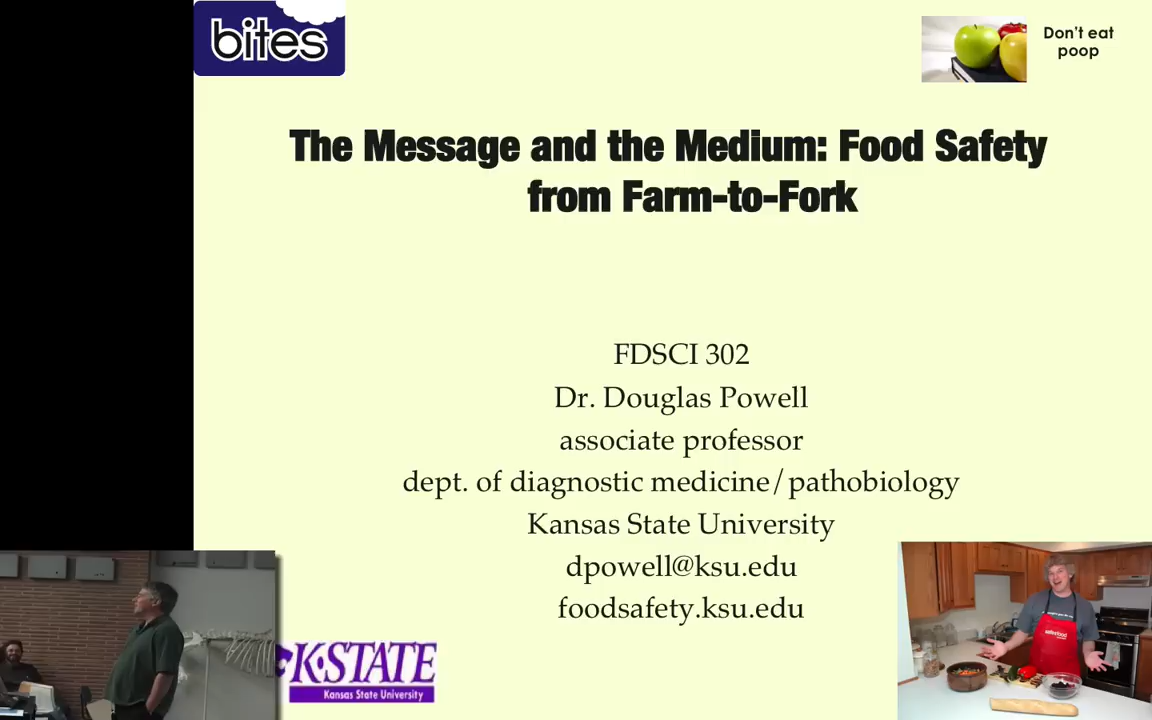 bites
Don't eat
poop
The Message and the Medium: Food Safety
from Farm-to-Fork
FDSCI 302
Dr. Douglas Powell
associate professor
dept. of diagnostic medicine/pathobiology
Kansas State University
dpowell@ksu.edu
foodsafety.ksu.edu
K-STATE
Kansas State University